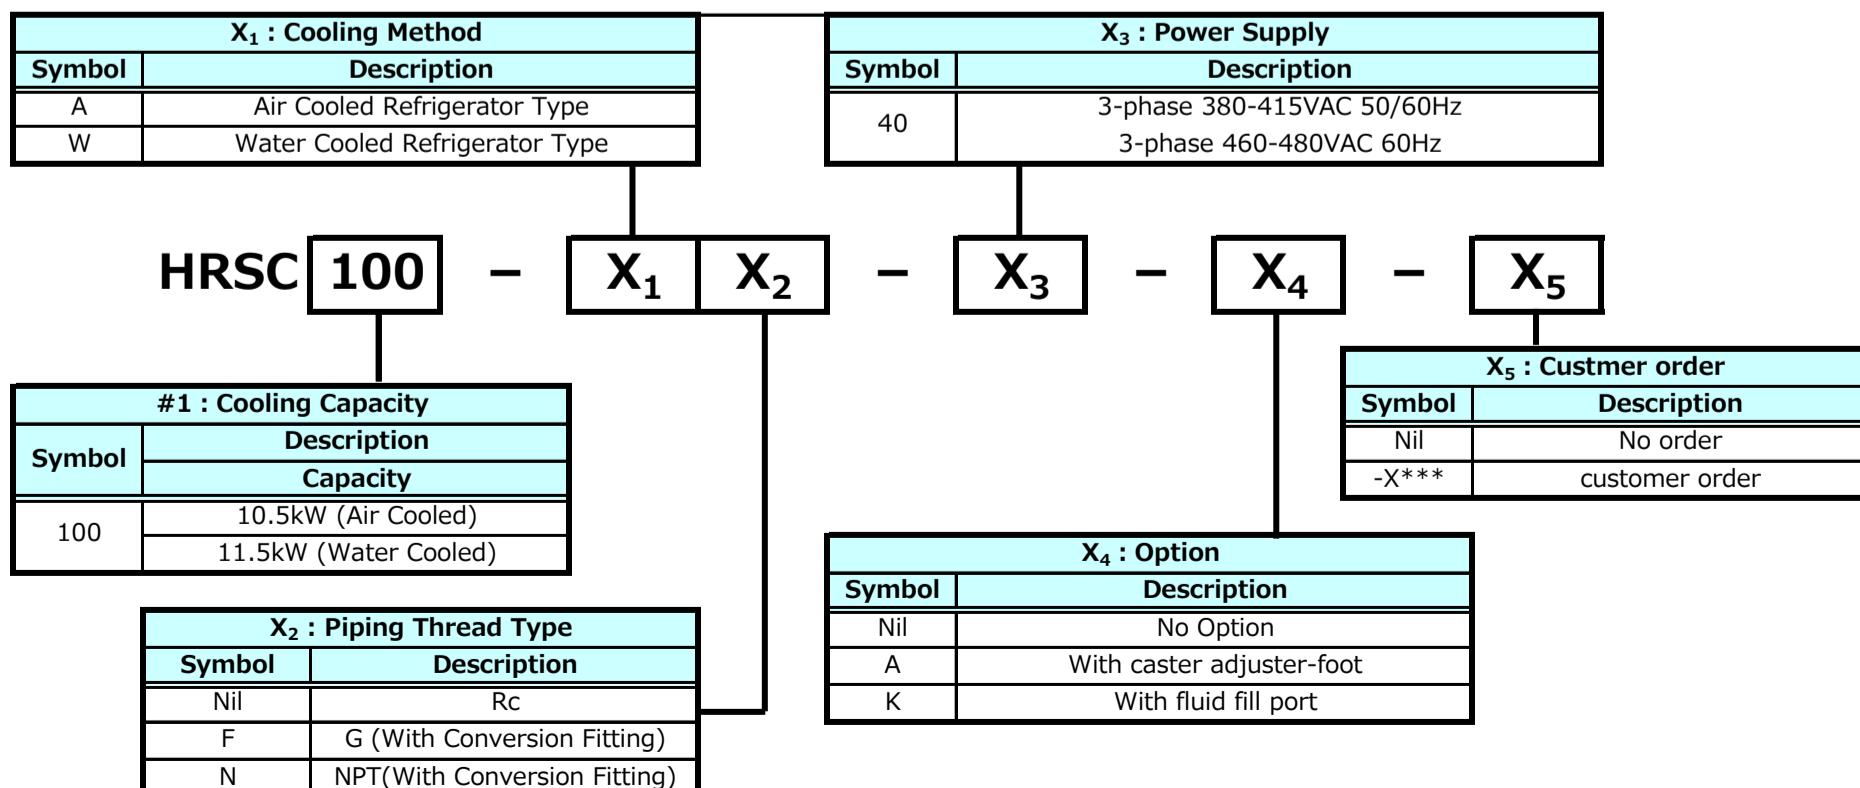 X₁ : Cooling Method
Symbol Description
A Air Cooled Refrigerator Type
W Water Cooled Refrigerator Type
X₃ : Power Supply
Symbol Description
40 3-phase 380-415VAC 50/60Hz
3-phase 460-480VAC 60Hz
HRSC 100 – X₁ X₂ – X₃ – X₄ – X₅
#1 : Cooling Capacity
Symbol Description
Capacity
100 10.5kW (Air Cooled)
11.5kW (Water Cooled)
X₅ : Custmer order
Symbol Description
Nil No order
-X*** customer order
X₄ : Option
Symbol Description
Nil No Option
A With caster adjuster-foot
K With fluid fill port
X₂ : Piping Thread Type
Symbol Description
Nil Rc
F G (With Conversion Fitting)
N NPT(With Conversion Fitting)